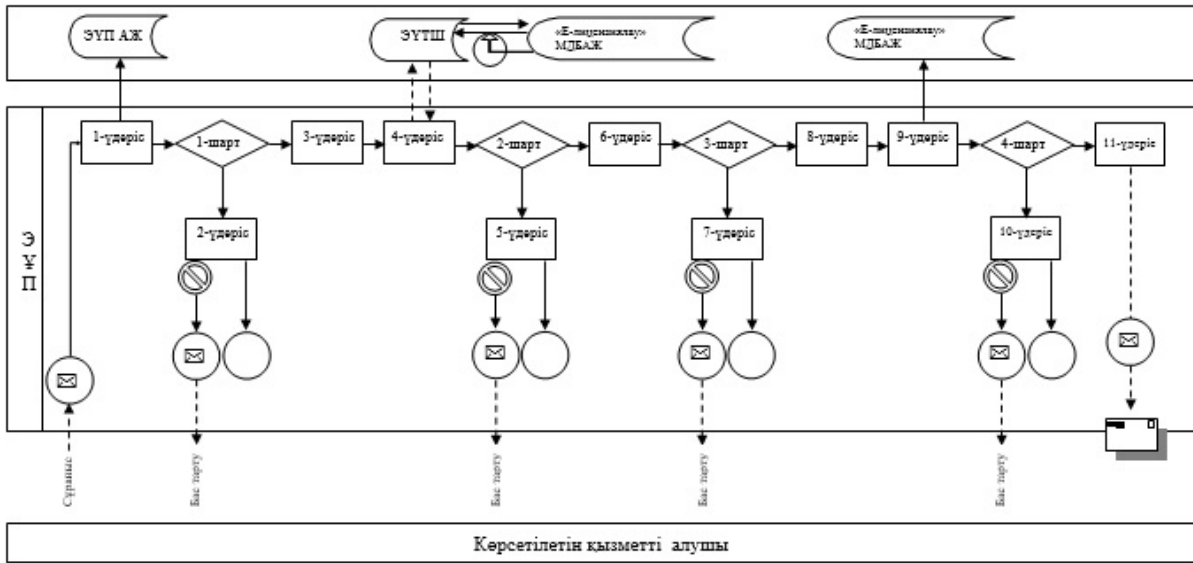 ЭҮП АЖ
ЭҮТШ
«Е-лицензиялау»
МДБАЖ
«Е-лицензиялау»
МДБАЖ
1-үдеріс
1-шарт
3-үдеріс
4-үдеріс
2-шарт
6-үдеріс
3-шарт
8-үдеріс
9-үдеріс
4-шарт
11-үдеріс
2-үдеріс
5-үдеріс
7-үдеріс
10-үдеріс
Э
Ұ
П
Сұраныс
Бас тарту
Бас тарту
Бас тарту
Бас тарту
Көрсетілетін қызметті алушы